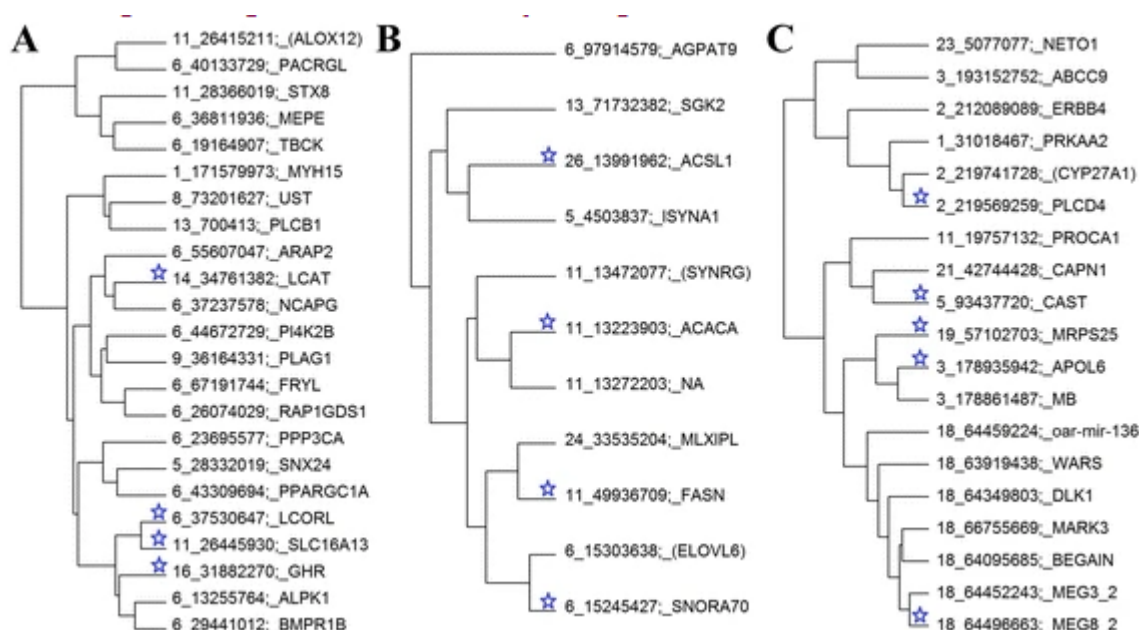 A
11_26415211;_(ALOX12)
6_40133729;_PACRGL
11_28366019;_STX8
6_36811936;_MEPE
6_19164907;_TBCK
1_171579973;_MYH15
8_73201627;_UST
13_700413;_PLCB1
6_55607047;_ARAP2
14_34761382;_LCAT
6_37237578;_NCAPG
6_44672729;_PI4K2B
9_36164331;_PLAG1
6_67191744;_FRYL
6_26074029;_RAP1GDS1
6_23695577;_PPP3CA
5_28332019;_SNX24
6_43309694;_PPARGC1A
6_37530647;_LCORL
11_26445930;_SLC16A13
16_31882270;_GHR
6_13255764;_ALPK1
6_29441012;_BMPR1B
B
6_97914579;_AGPAT9
13_71732382;_SGK2
26_13991962;_ACSL1
5_4503837;_ISYNA1
11_13472077;_(SYNRG)
11_13223903;_ACACA
11_13272203;_NA
24_33535204;_MLXIPL
11_49936709;_FASN
6_15303638;_(ELOVL6)
6_15245427;_SNORA70
C
23_5077077;_NETO1
3_193152752;_ABCC9
2_212089089;_ERBB4
1_31018467;_PRKAA2
2_219741728;_(CYP27A1)
2_219569259;_PLCD4
11_19757132;_PROCA1
21_42744428;_CAPN1
5_93437720;_CAST
19_57102703;_MRPS25
3_178935942;_APOL6
3_178861487;_MB
18_64459224;_oar-mir-136
18_63919438;_WARS
18_64349803;_DLK1
18_66755669;_MARK3
18_64095685;_BEGAIN
18_64452243;_MEG3_2
18_64496663;_MEG8_2